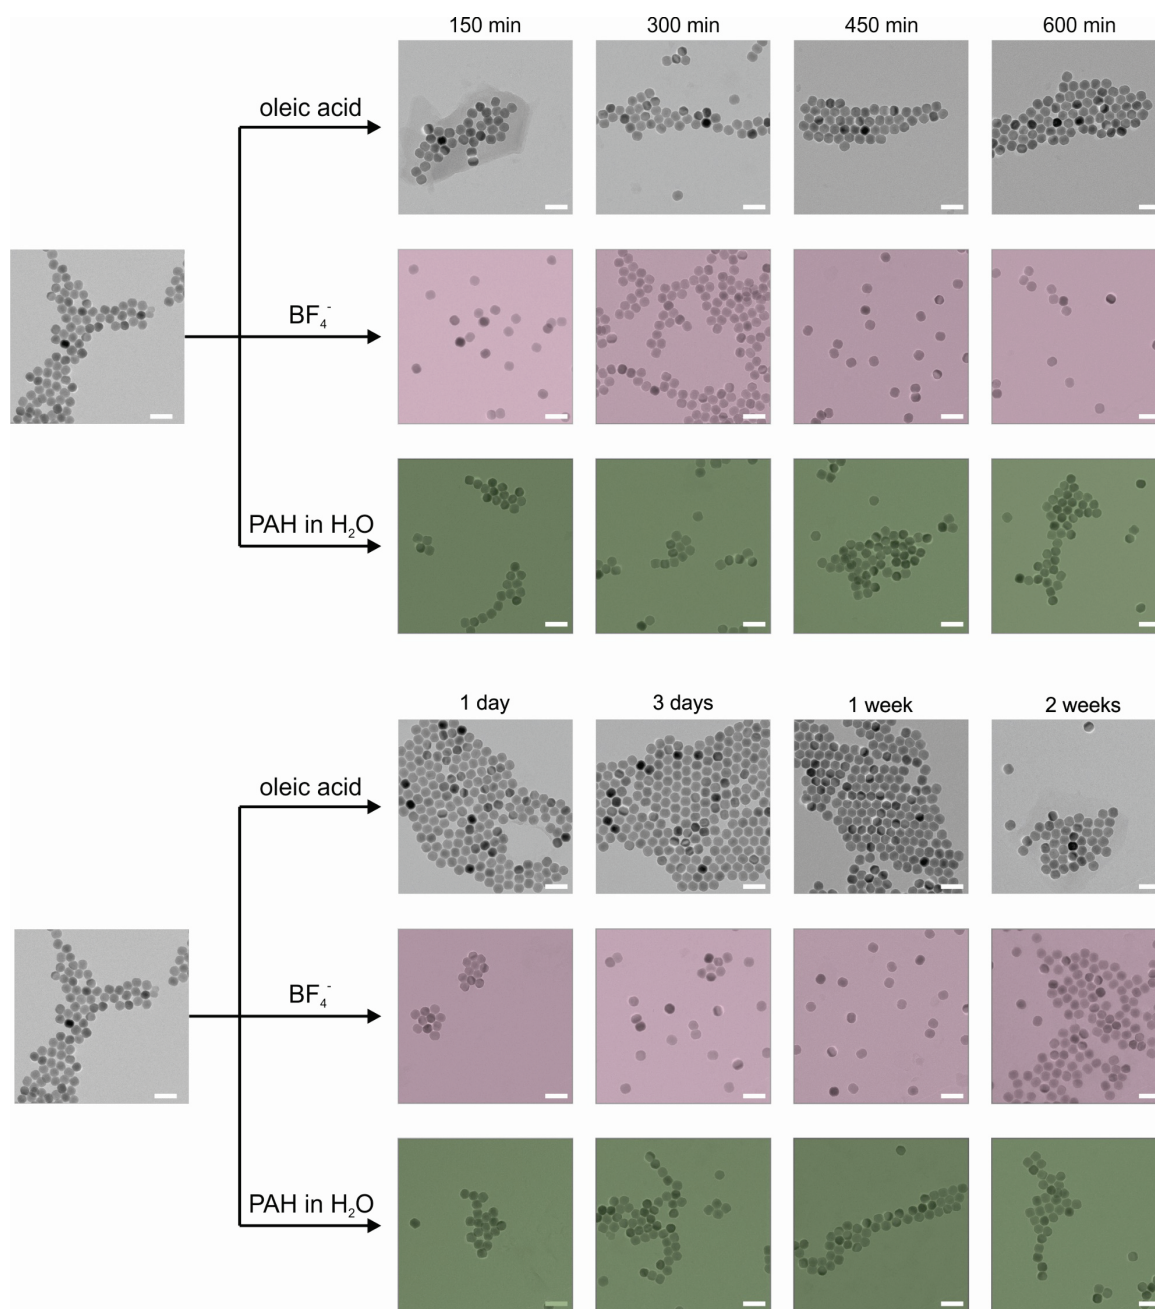 150 min 300 min 450 min 600 min
oleic acid
BF₄⁻
PAH in H₂O
1 day 3 days 1 week 2 weeks
oleic acid
BF₄⁻
PAH in H₂O